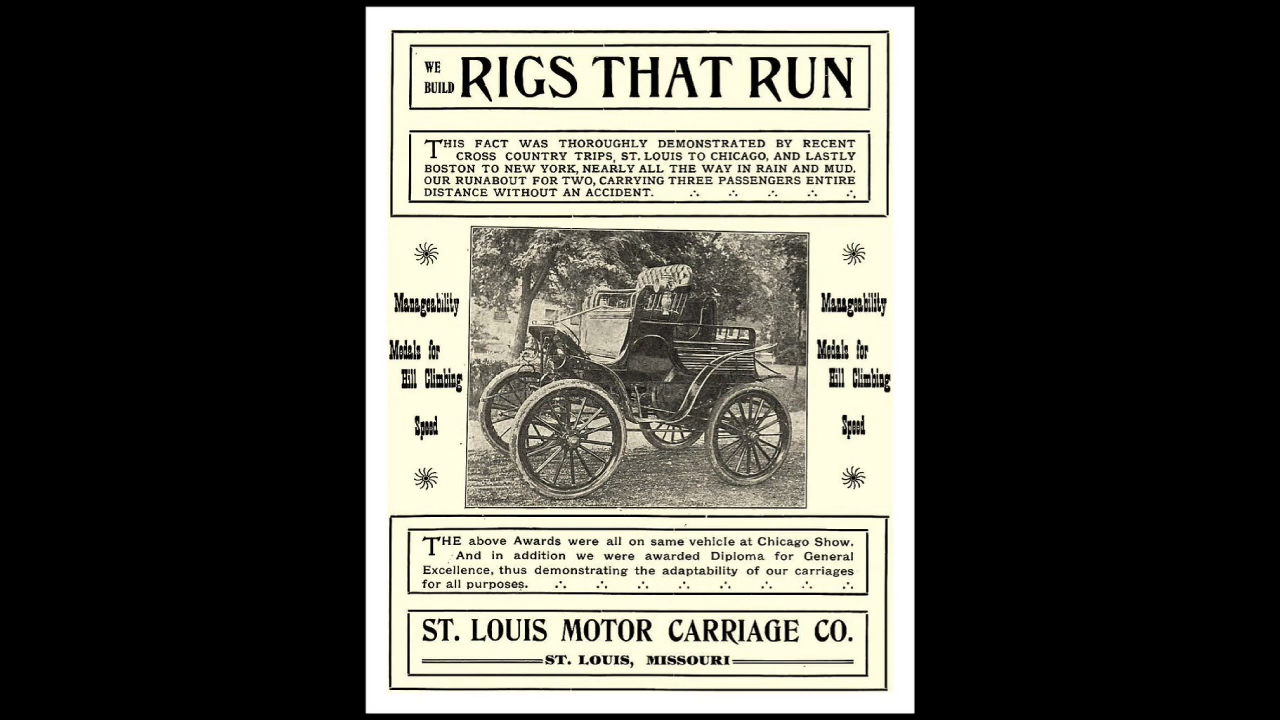 WE BUILD RIGS THAT RUN
THIS FACT WAS THOROUGHLY DEMONSTRATED BY RECENT
CROSS COUNTRY TRIPS, ST. LOUIS TO CHICAGO, AND LASTLY
BOSTON TO NEW YORK, NEARLY ALL THE WAY IN RAIN AND MUD.
OUR RUNABOUT FOR TWO, CARRYING THREE PASSENGERS ENTIRE
DISTANCE WITHOUT AN ACCIDENT.
Manageability
Medals for
Hill Climbing
Speed
Manageability
Medals for
Hill Climbing
Speed
THE above Awards were all on same vehicle at Chicago Show.
And in addition we were awarded Diploma for General
Excellence, thus demonstrating the adaptability of our carriages
for all purposes.
ST. LOUIS MOTOR CARRIAGE CO.
ST. LOUIS, MISSOURI